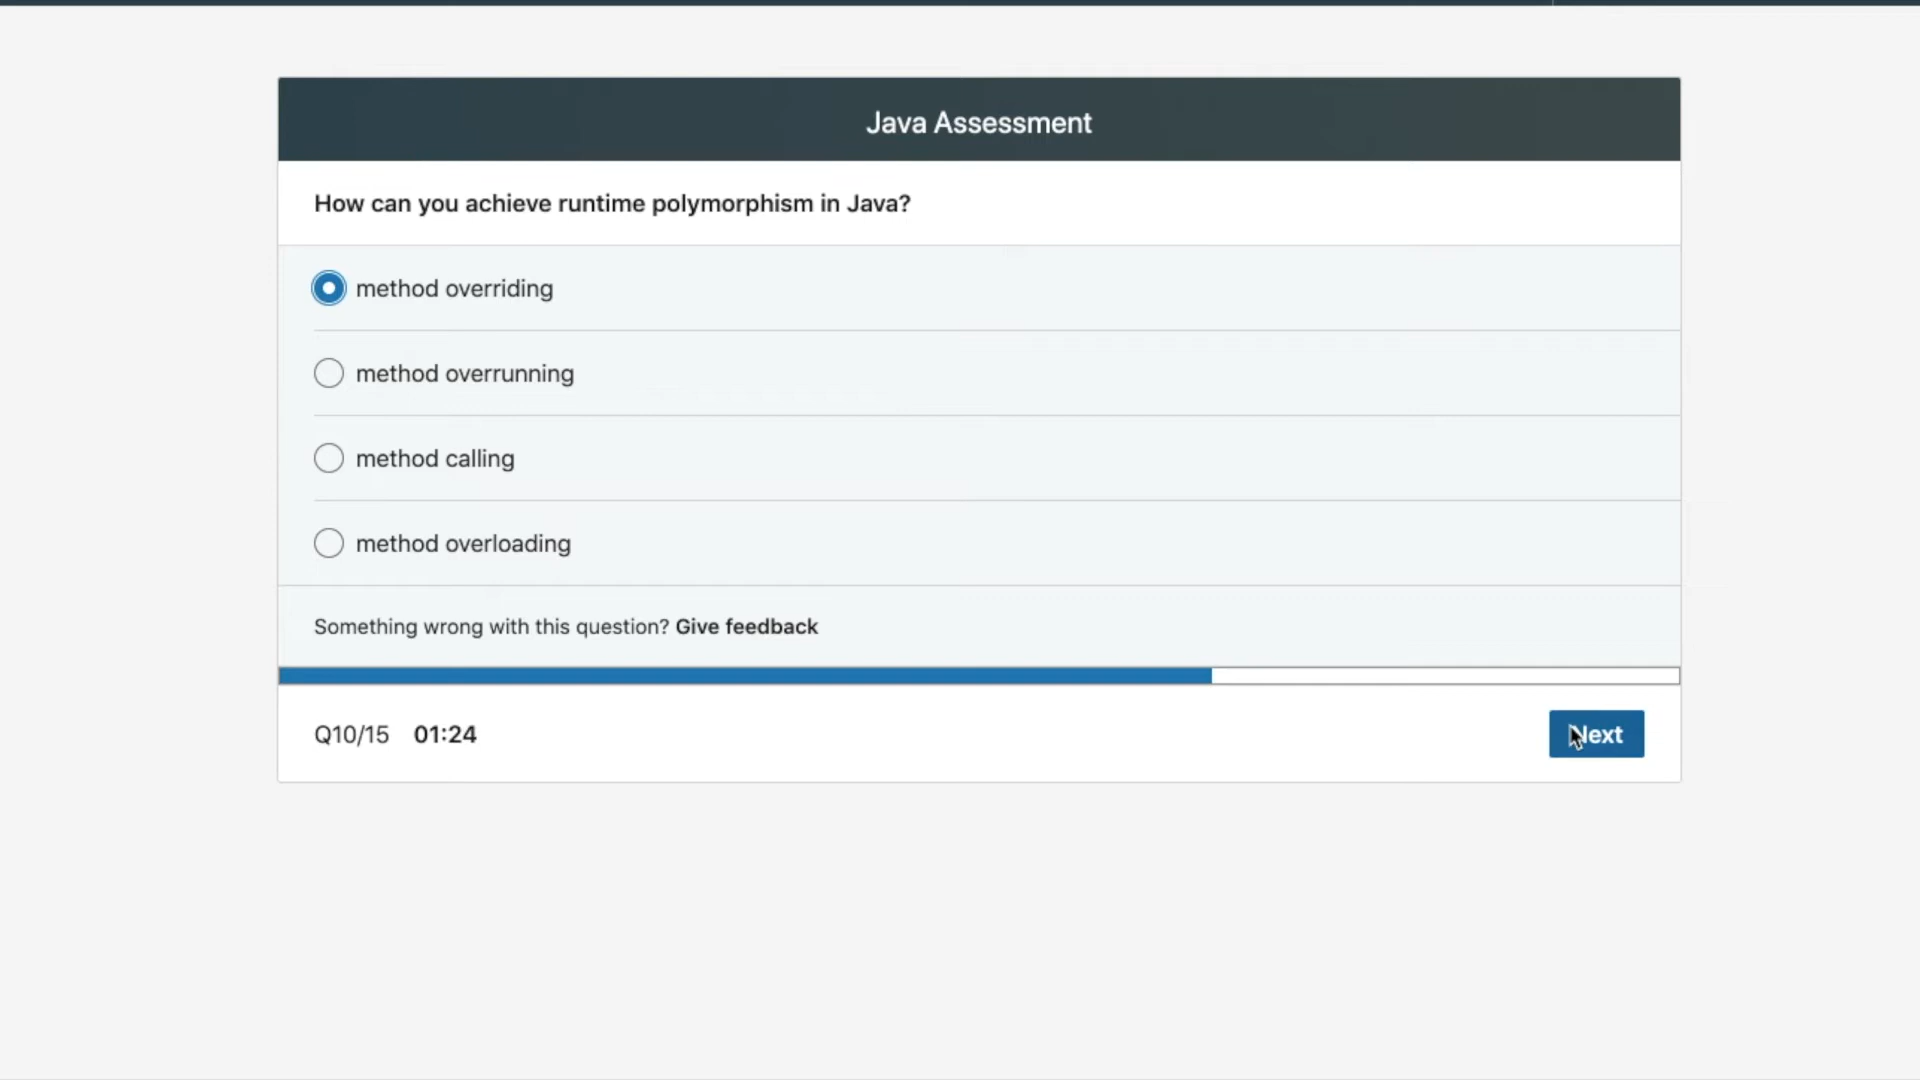 Java Assessment
How can you achieve runtime polymorphism in Java?
method overriding
method overrunning
method calling
method overloading
Something wrong with this question? Give feedback
Q10/15 01:24
Next